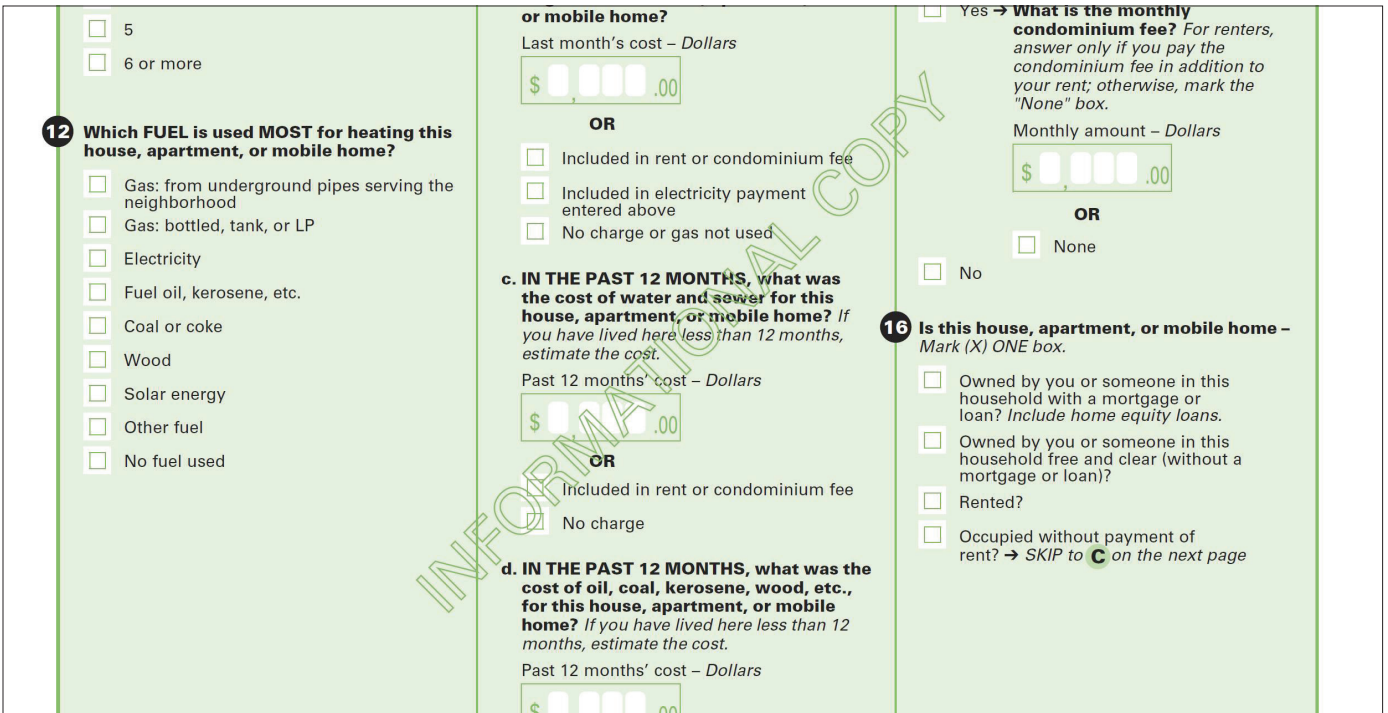 5
6 or more
12 Which FUEL is used MOST for heating this
house, apartment, or mobile home?
Gas: from underground pipes serving the
neighborhood
Gas: bottled, tank, or LP
Electricity
Fuel oil, kerosene, etc.
Coal or coke
Wood
Solar energy
Other fuel
No fuel used
or mobile home?
Last month's cost – Dollars
$ , .00
OR
Included in rent or condominium fee
Included in electricity payment
entered above
No charge or gas not used
c. IN THE PAST 12 MONTHS, what was
the cost of water and sewer for this
house, apartment, or mobile home? If
you have lived here less than 12 months,
estimate the cost.
Past 12 months' cost – Dollars
$ , .00
OR
Included in rent or condominium fee
No charge
d. IN THE PAST 12 MONTHS, what was the
cost of oil, coal, kerosene, wood, etc.,
for this house, apartment, or mobile
home? If you have lived here less than 12
months, estimate the cost.
Past 12 months' cost – Dollars
$ .00
Yes → What is the monthly
condominium fee? For renters,
answer only if you pay the
condominium fee in addition to
your rent; otherwise, mark the
"None" box.
Monthly amount – Dollars
$ , .00
OR
None
No
16 Is this house, apartment, or mobile home –
Mark (X) ONE box.
Owned by you or someone in this
household with a mortgage or
loan? Include home equity loans.
Owned by you or someone in this
household free and clear (without a
mortgage or loan)?
Rented?
Occupied without payment of
rent? → SKIP to C on the next page
INFORMATIONAL COPY